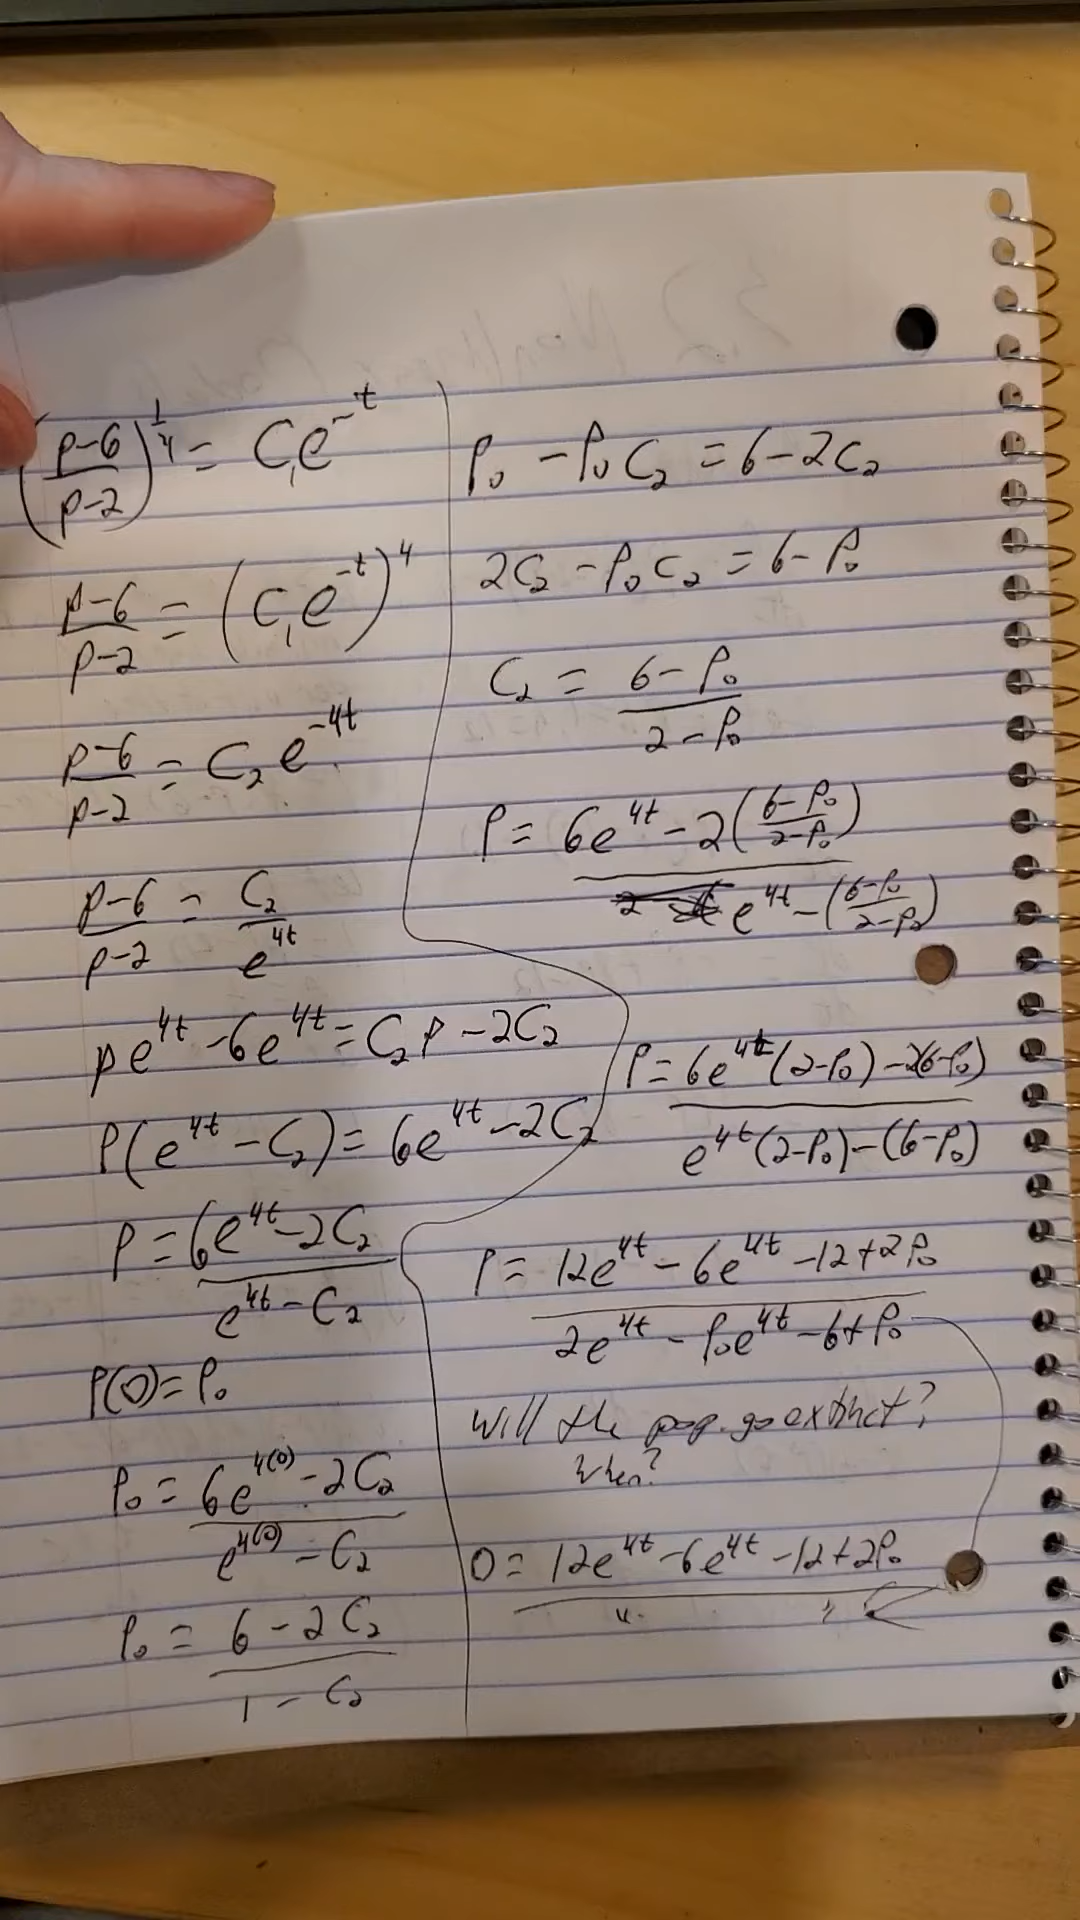 (p-6/p-2)^1/4 = C₁e^-t
p-6/p-2 = (C₁e^-t)^4
p-6/p-2 = C₂e^-4t
p-6/p-2 = C₂/e^4t
pe^4t - 6e^4t = C₂p - 2C₂
P(e^4t - C₂) = 6e^4t - 2C₂
P = 6e^4t - 2C₂ / e^4t - C₂
P(0) = P₀
P₀ = 6e^4(0) - 2C₂ / e^4(0) - C₂
P₀ = 6 - 2C₂ / 1 - C₂
P₀ - P₀C₂ = 6 - 2C₂
2C₂ - P₀C₂ = 6 - P₀
C₂ = 6 - P₀ / 2 - P₀
P = 6e^4t - 2(6-P₀/2-P₀) / e^4t - (6-P₀/2-P₀)
P = 6e^4t(2-P₀) - 2(6-P₀) / e^4t(2-P₀) - (6-P₀)
P = 12e^4t - 6e^4t - 12 + 2P₀ / 2e^4t - P₀e^4t - 6 + P₀
Will the pop. go extinct?
When?
0 = 12e^4t - 6e^4t - 12 + 2P₀ / " "